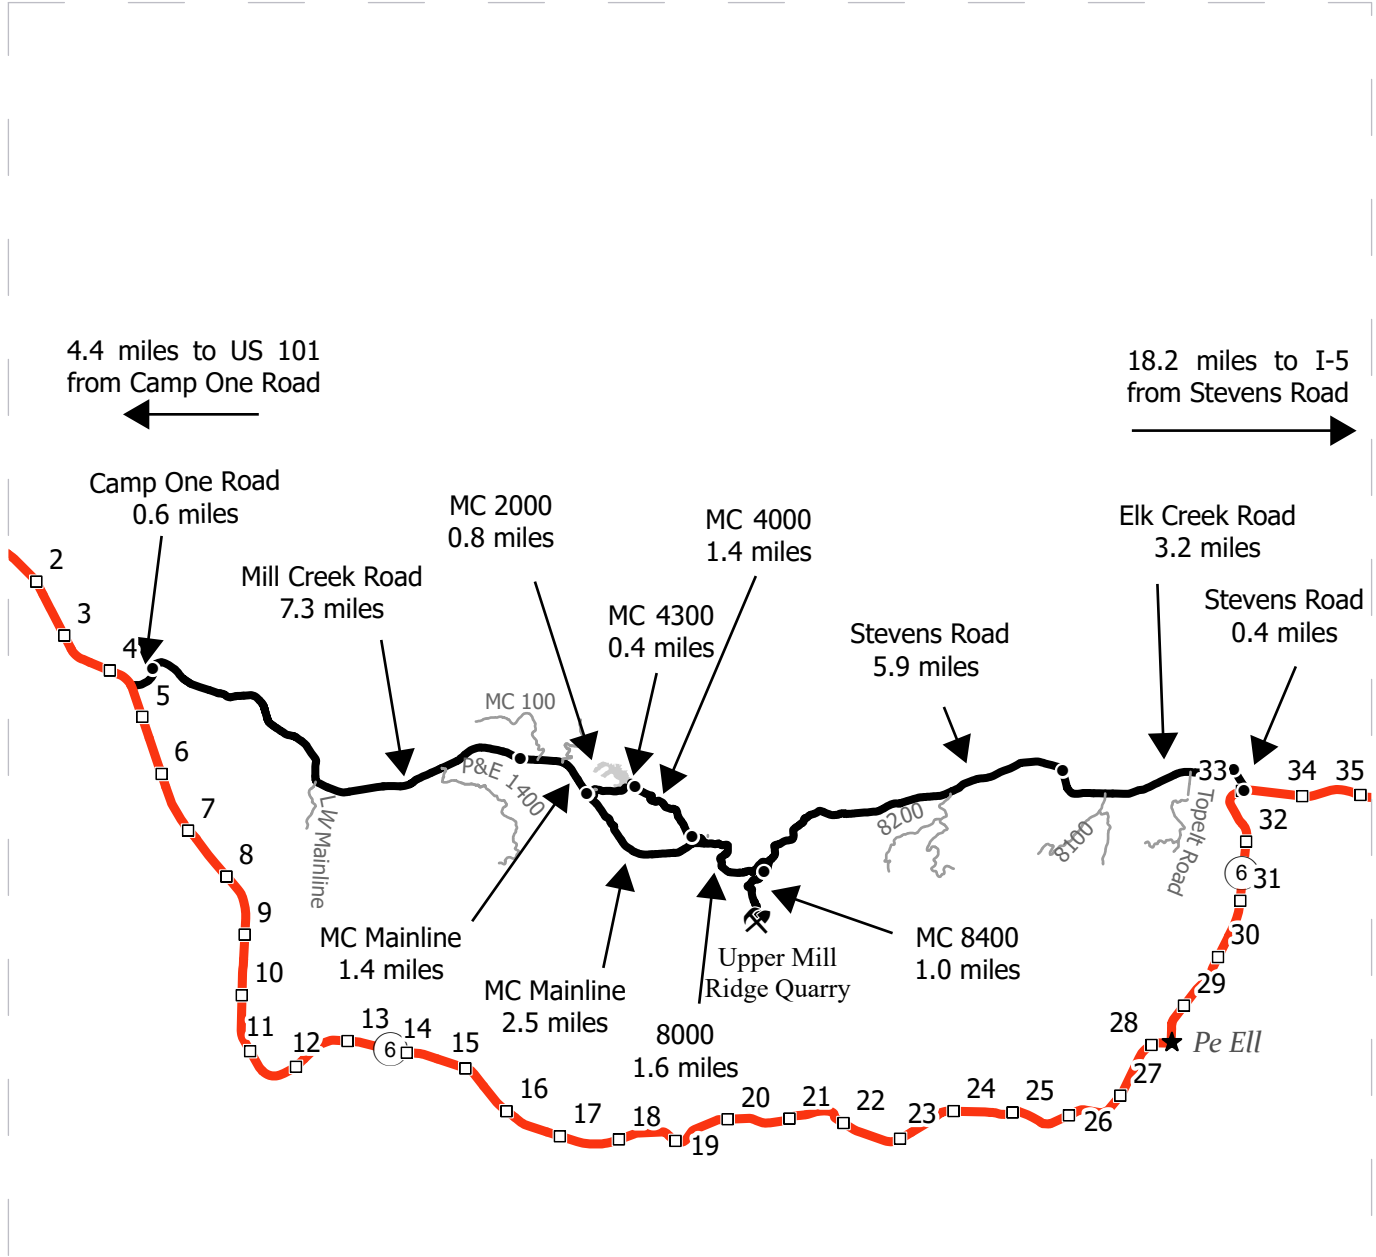 4.4 miles to US 101
from Camp One Road
18.2 miles to I-5
from Stevens Road
Camp One Road
0.6 miles
MC 2000
0.8 miles
MC 4000
1.4 miles
Elk Creek Road
3.2 miles
Mill Creek Road
7.3 miles
MC 4300
0.4 miles
Stevens Road
5.9 miles
Stevens Road
0.4 miles
2
3
4
5
6
7
8
9
10
11
12
13
6
14
15
16
17
18
19
20
21
22
23
24
25
26
27
28
29
30
31
6
32
33
34
35
MC 100
P&E 1400
LW Mainline
8200
8100
Topelt Road
MC Mainline
1.4 miles
MC Mainline
2.5 miles
8000
1.6 miles
Upper Mill
Ridge Quarry
MC 8400
1.0 miles
Pe Ell